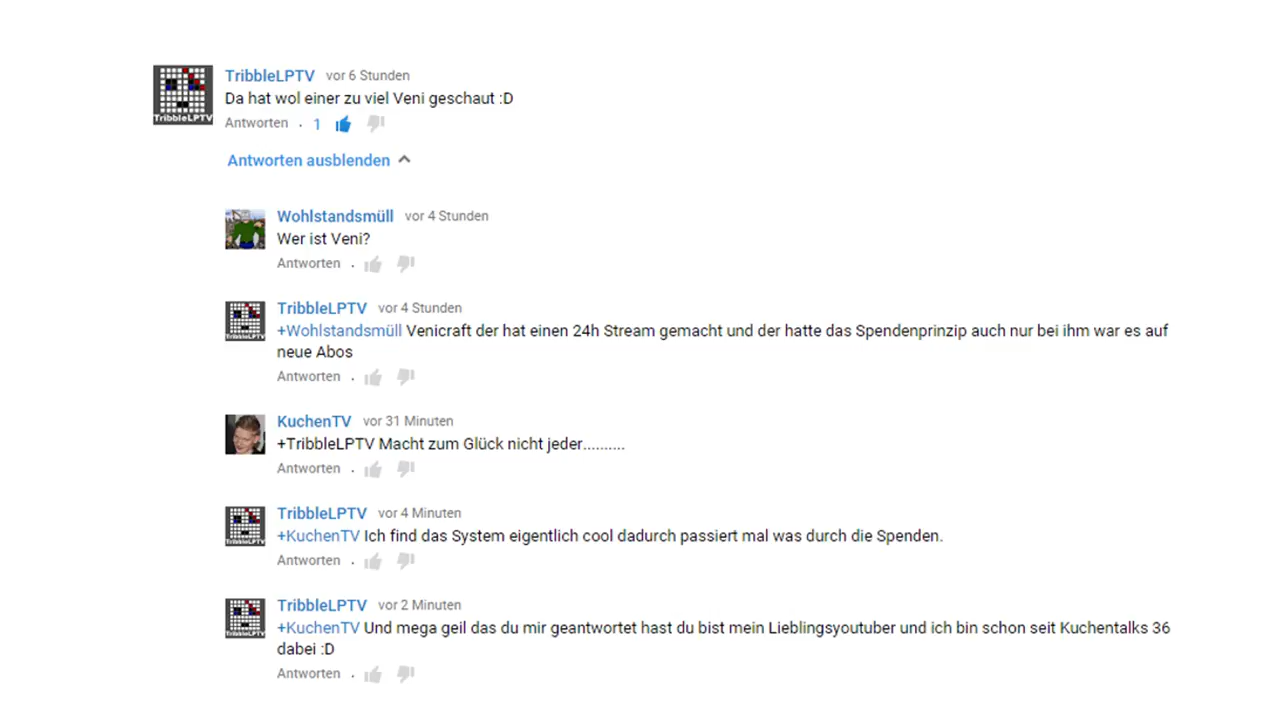 TribbleLPTV vor 6 Stunden
Da hat wol einer zu viel Veni geschaut :D
TribbleLPTV
Antworten . 1
Antworten ausblenden
Wohlstandsmüll vor 4 Stunden
Wer ist Veni?
Antworten .
TribbleLPTV vor 4 Stunden
+Wohlstandsmüll Venicraft der hat einen 24h Stream gemacht und der hatte das Spendenprinzip auch nur bei ihm war es auf
TribbleLPTV
neue Abos
Antworten .
KuchenTV vor 31 Minuten
+TribbleLPTV Macht zum Glück nicht jeder..........
Antworten .
TribbleLPTV vor 4 Minuten
+KuchenTV Ich find das System eigentlich cool dadurch passiert mal was durch die Spenden.
TribbleLPTV
Antworten .
TribbleLPTV vor 2 Minuten
+KuchenTV Und mega geil das du mir geantwortet hast du bist mein Lieblingsyoutuber und ich bin schon seit Kuchentalks 36
TribbleLPTV
dabei :D
Antworten .